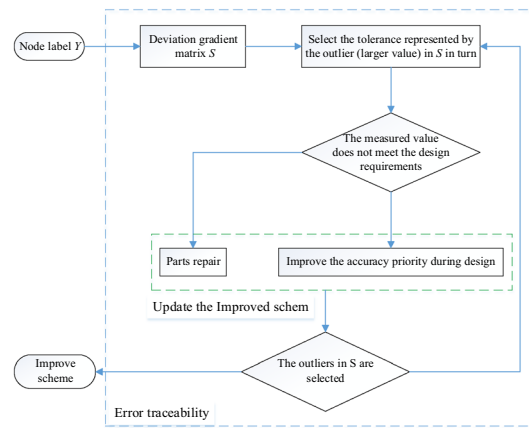 Node label Y
Deviation gradient
matrix S
Select the tolerance represented by
the outlier (larger value) in S in turn
The measured value
does not meet the design
requirements
Parts repair
Improve the accuracy priority during design
Update the Improved schem
The outliers in S are
selected
Improve
scheme
Error traceability